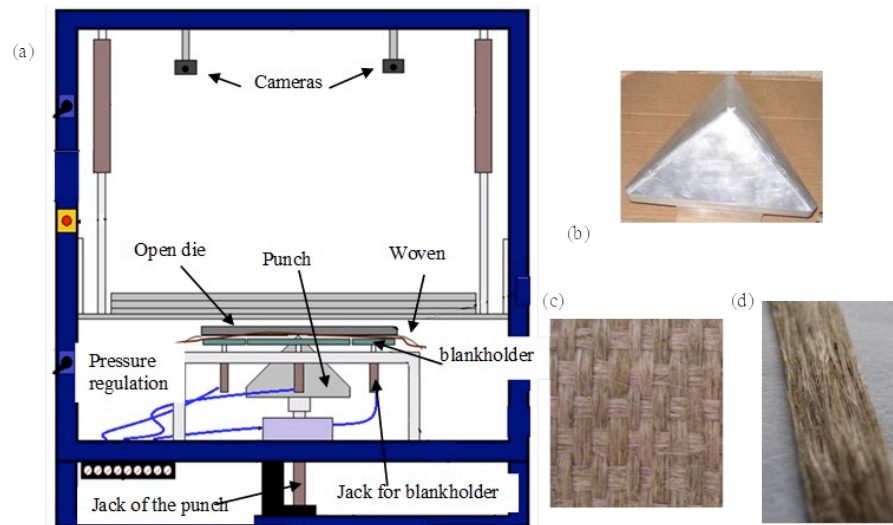 (a)
Cameras
(b)
Open die
Punch
Woven
(c)
(d)
blankholder
Pressure
regulation
Jack of the punch
Jack for blankholder